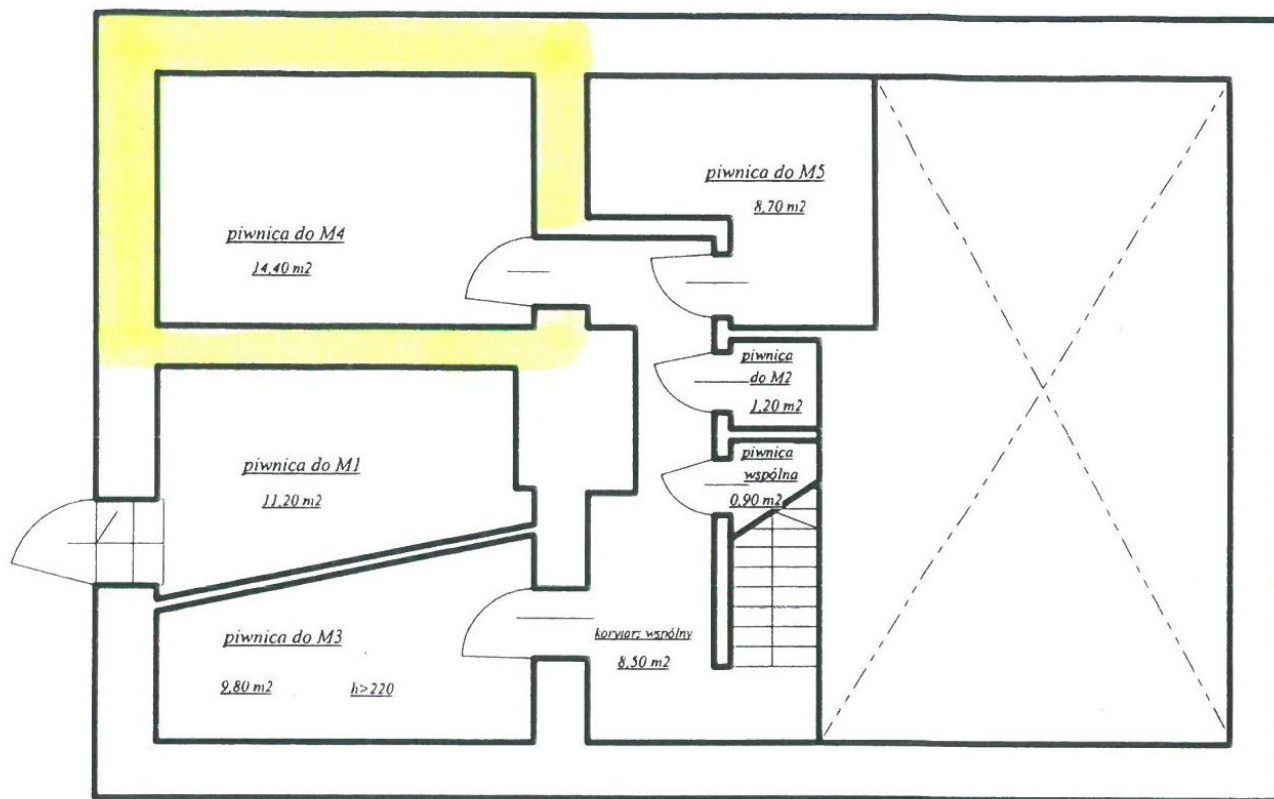 piwnica do M5
8,70 m2
piwnica do M4
14,40 m2
piwnica
do M2
1,20 m2
piwnica
wspólna
0,90 m2
piwnica do M1
11,20 m2
piwnica do M3
9,80 m2 h>220
korytarz wspólny
8,50 m2